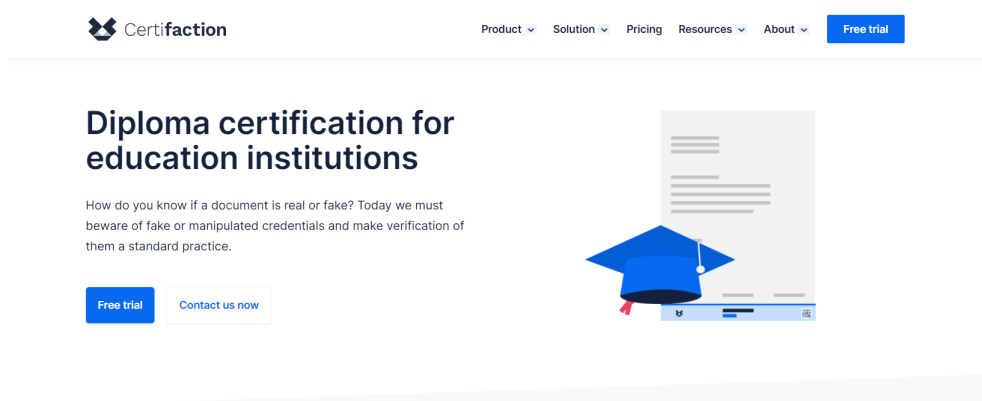 Certifaction
Product
Solution
Pricing
Resources
About
Free trial
Diploma certification for
education institutions
How do you know if a document is real or fake? Today we must
beware of fake or manipulated credentials and make verification of
them a standard practice.
Free trial
Contact us now